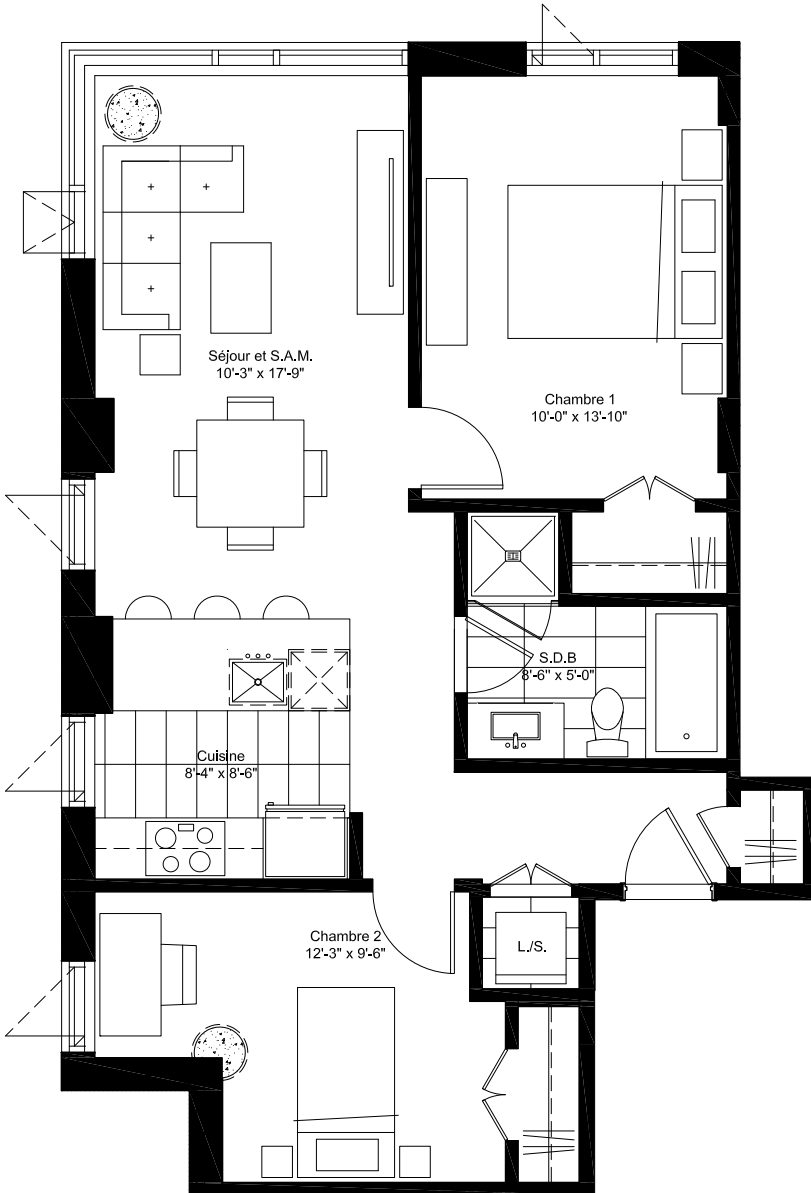 Séjour et S.A.M.
10'-3" x 17'-9"
Chambre 1
10'-0" x 13'-10"
S.D.B
8'-6" x 5'-0"
Cuisine
8'-4" x 8'-6"
Chambre 2
12'-3" x 9'-6"
L./S.